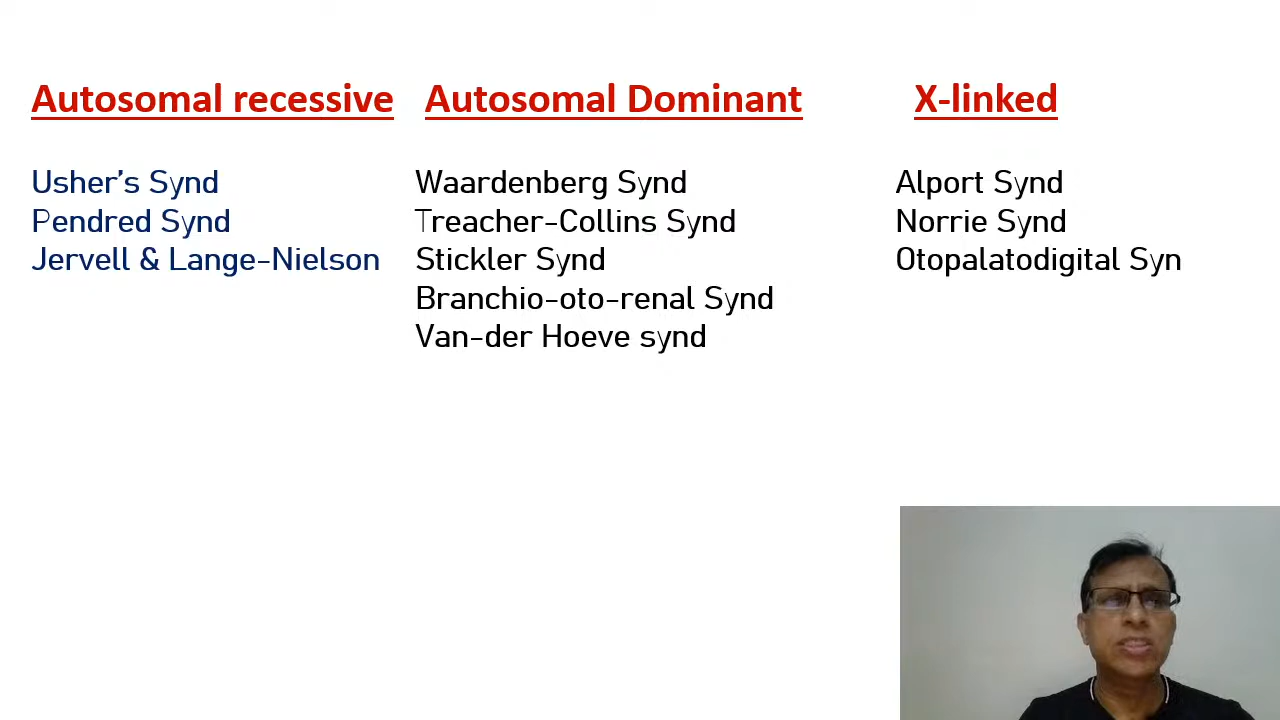 Autosomal recessive
Usher's Synd
Pendred Synd
Jervell & Lange-Nielson
Autosomal Dominant
Waardenberg Synd
Treacher-Collins Synd
Stickler Synd
Branchio-oto-renal Synd
Van-der Hoeve synd
X-linked
Alport Synd
Norrie Synd
Otopalatodigital Syn